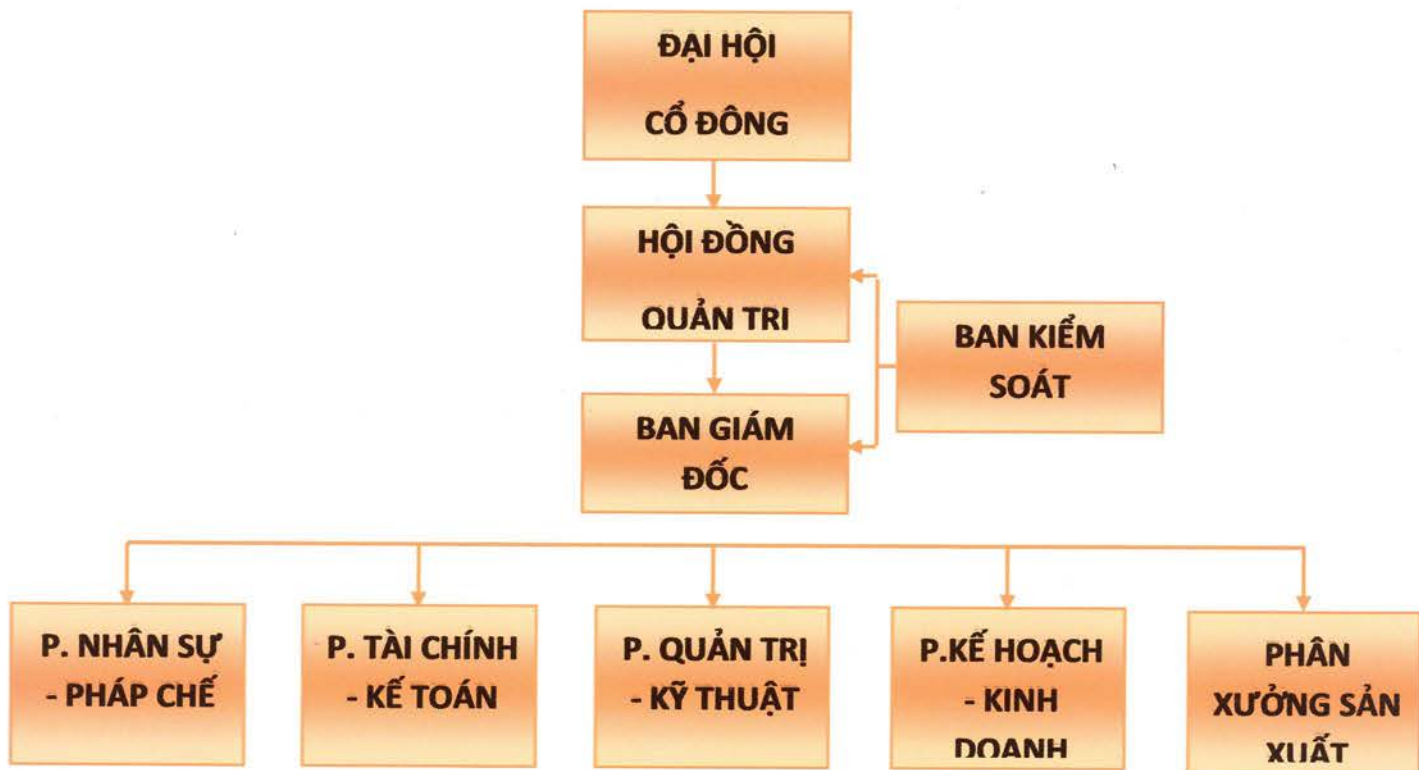 ĐẠI HỘI
CỔ ĐÔNG
HỘI ĐỒNG
QUẢN TRỊ
BAN KIỂM
SOÁT
BAN GIÁM
ĐỐC
P. NHÂN SỰ
- PHÁP CHẾ
P. TÀI CHÍNH
- KẾ TOÁN
P. QUẢN TRỊ
- KỸ THUẬT
P.KẾ HOẠCH
- KINH
DOANH
PHÂN
XƯỞNG SẢN
XUẤT